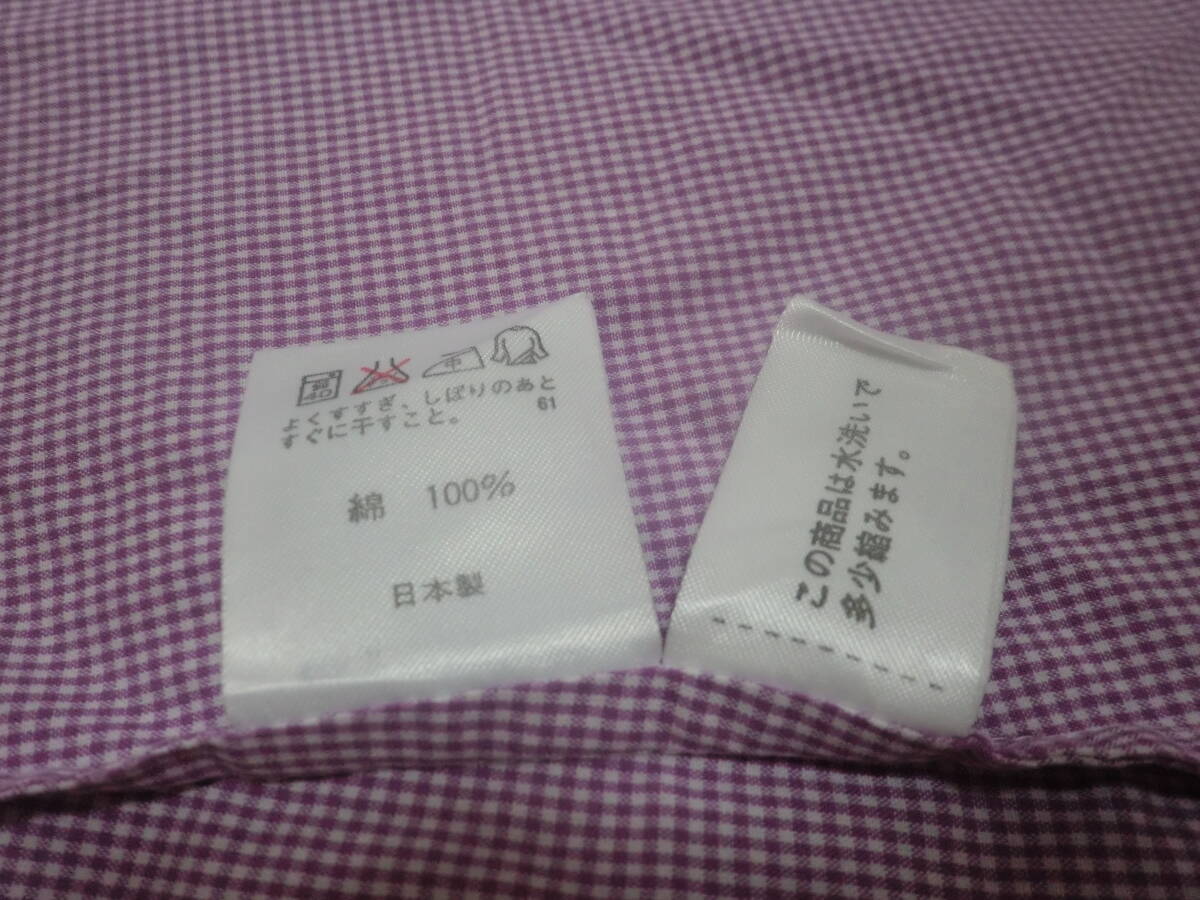 中
よくすすぎ、しぼりのあと
すぐに干すこと。 61
綿 100%
日本製
この商品は水洗いで
多少縮みます。